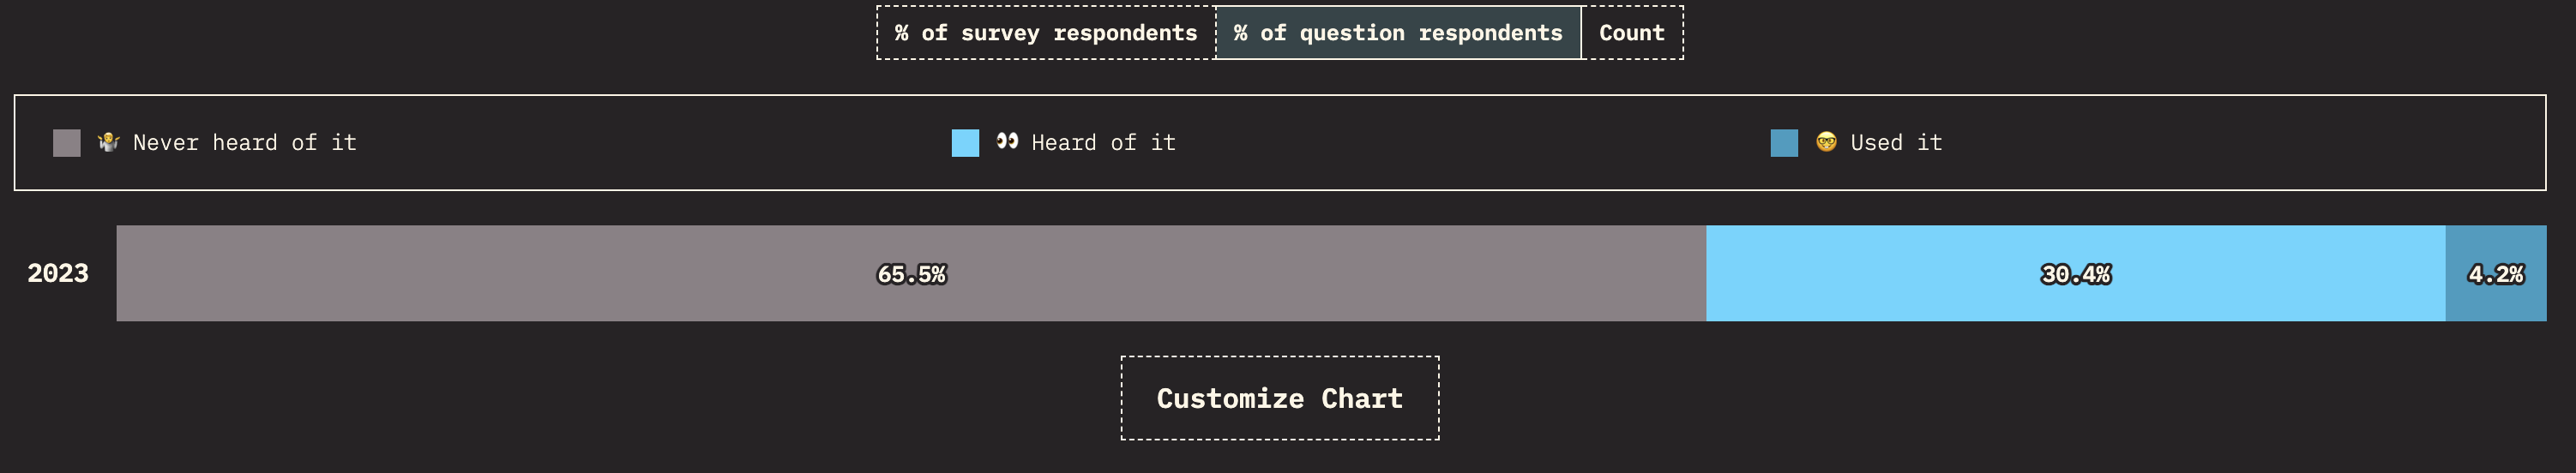 % of survey respondents % of question respondents Count
🤷 Never heard of it 👀 Heard of it 🤓 Used it
2023 65.5% 30.4% 4.2%
Customize Chart